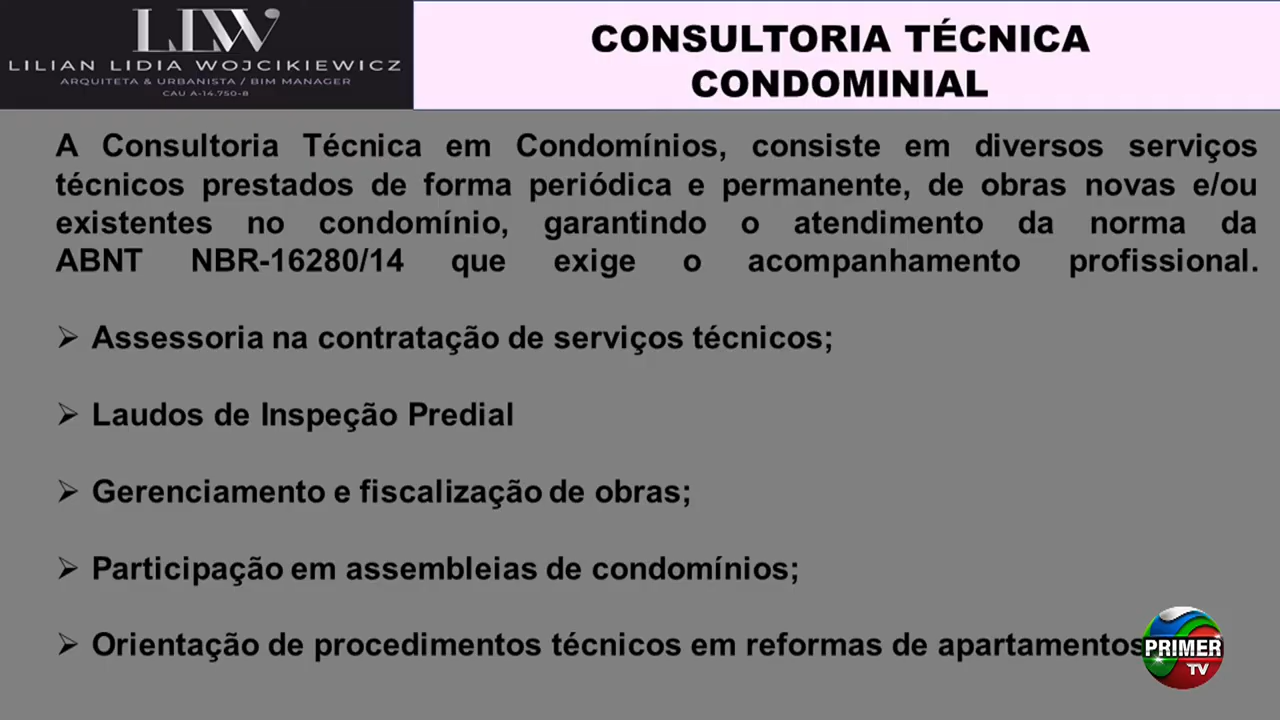 LLW
LILIAN LIDIA WOJCIKIEWICZ
ARQUITETA & URBANISTA / BIM MANAGER
CAU A-14.750-8
CONSULTORIA TÉCNICA
CONDOMINIAL
A Consultoria Técnica em Condomínios, consiste em diversos serviços
técnicos prestados de forma periódica e permanente, de obras novas e/ou
existentes no condomínio, garantindo o atendimento da norma da
ABNT NBR-16280/14 que exige o acompanhamento profissional.
➢ Assessoria na contratação de serviços técnicos;
➢ Laudos de Inspeção Predial
➢ Gerenciamento e fiscalização de obras;
➢ Participação em assembleias de condomínios;
➢ Orientação de procedimentos técnicos em reformas de apartamentos
PRIMER
TV